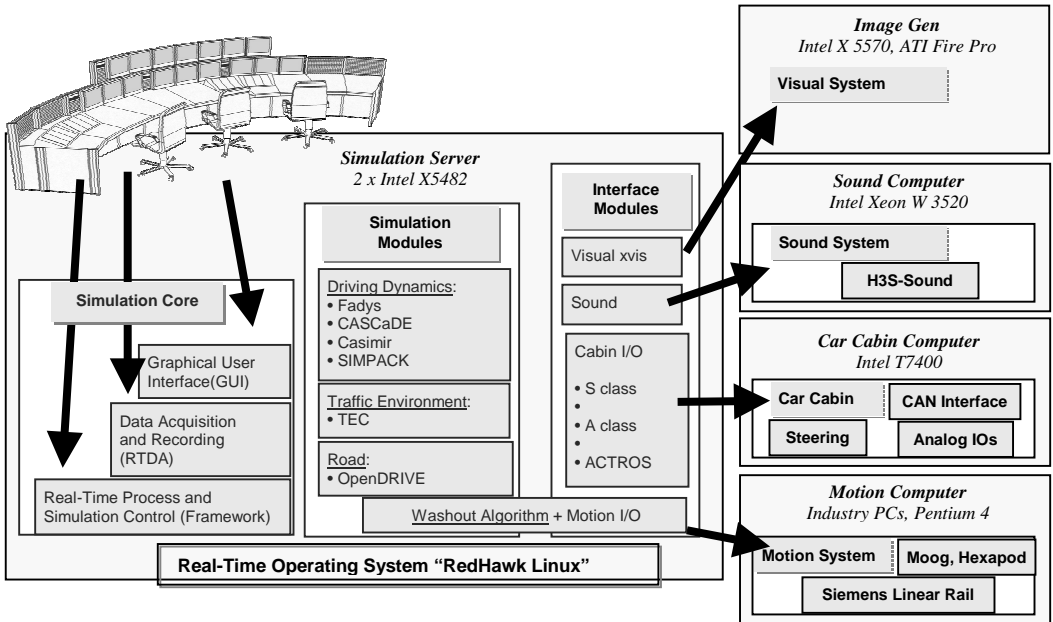 Simulation Server
2 x Intel X5482
Simulation Core
Graphical User
Interface(GUI)
Data Acquisition
and Recording
(RTDA)
Real-Time Process and
Simulation Control (Framework)
Simulation
Modules
Driving Dynamics:
• Fadys
• CASCaDE
• Casimir
• SIMPACK
Traffic Environment:
• TEC
Road:
• OpenDRIVE
Interface
Modules
Visual xvis
Sound
Cabin I/O
• S class
•
• A class
•
• ACTROS
Washout Algorithm + Motion I/O
Real-Time Operating System “RedHawk Linux”
Image Gen
Intel X 5570, ATI Fire Pro
Visual System
Sound Computer
Intel Xeon W 3520
Sound System
H3S-Sound
Car Cabin Computer
Intel T7400
Car Cabin
CAN Interface
Steering
Analog IOs
Motion Computer
Industry PCs, Pentium 4
Motion System
Moog, Hexapod
Siemens Linear Rail